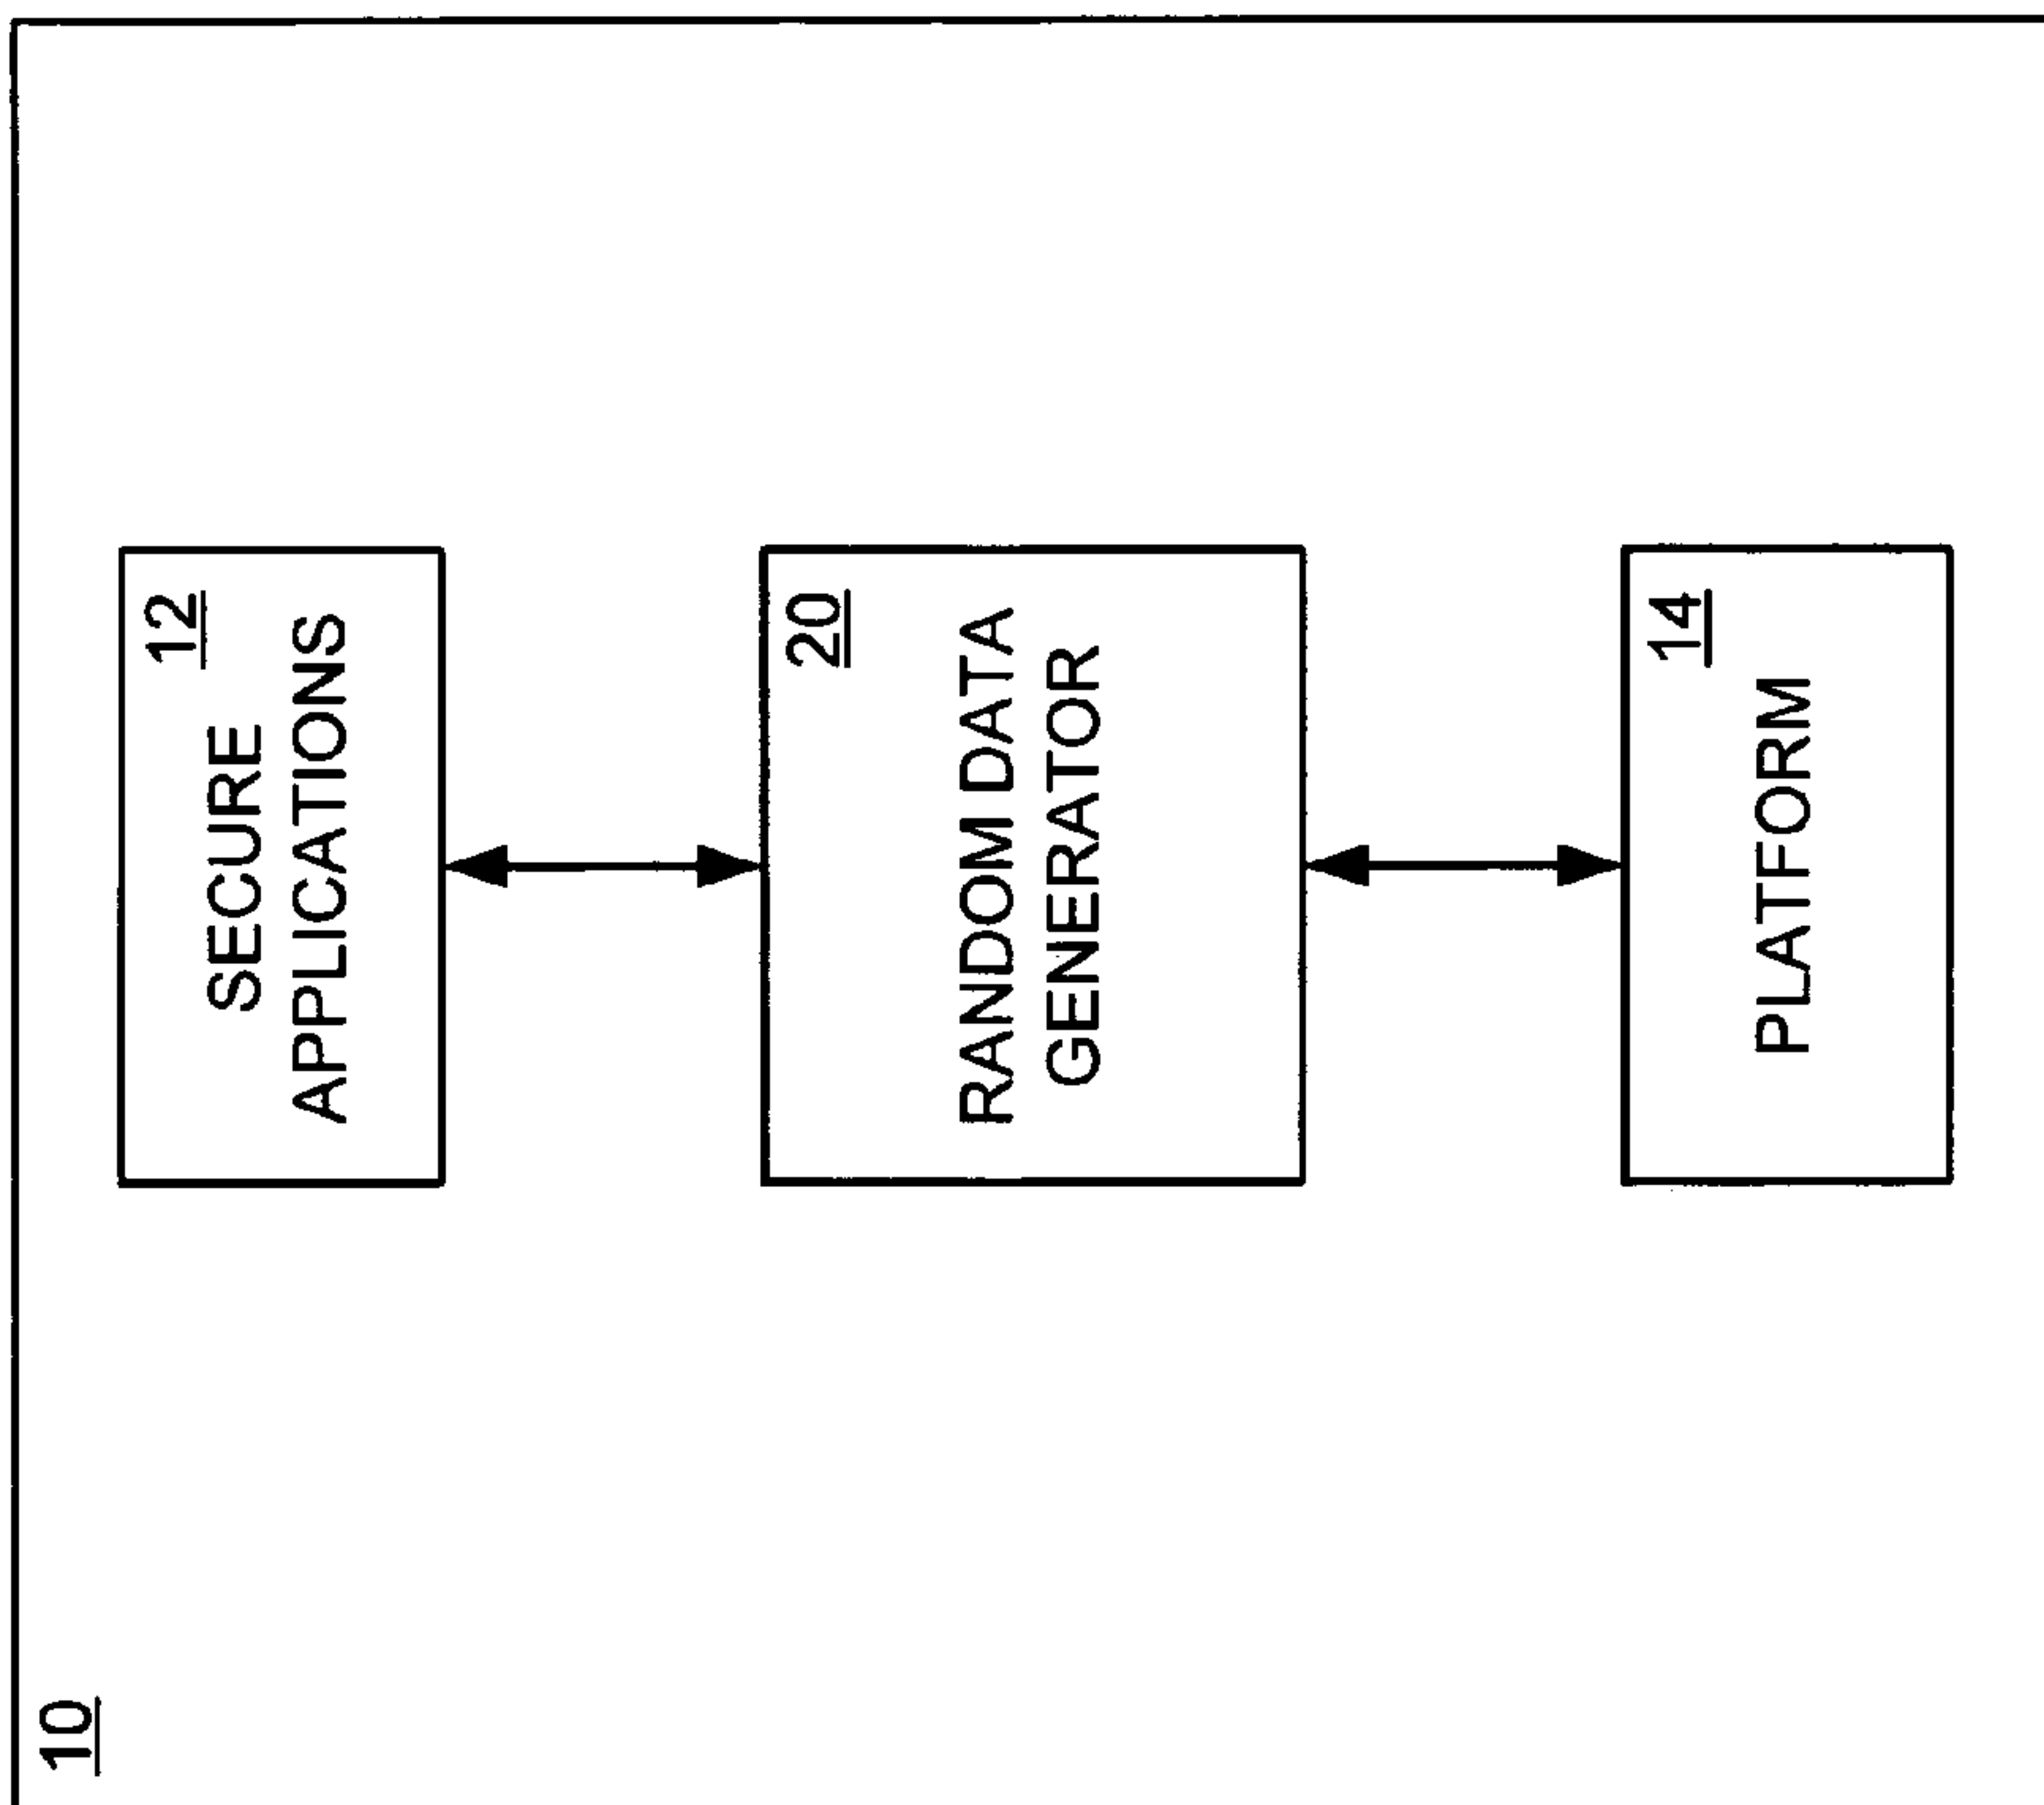 10
12
SECURE
APPLICATIONS
20
RANDOM DATA
GENERATOR
14
PLATFORM